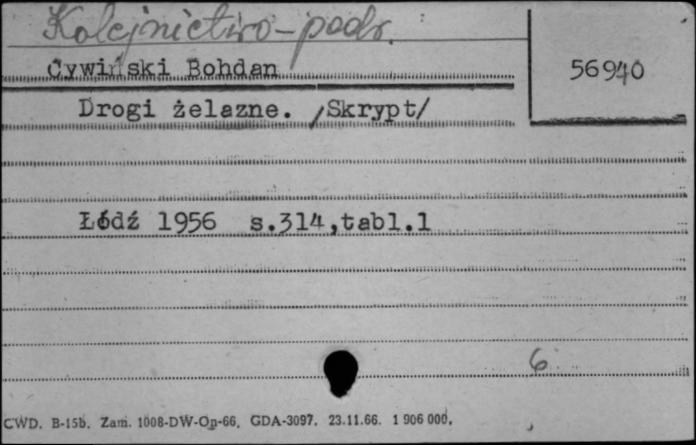 Kolejnictwo-podr.
Cywiński Bohdan
56940
Drogi żelazne. /Skrypt/
Łódź 1956 s.314,tabl.1
6
CWD. B-15b. Zam. 1008-DW-Op-66. GDA-3097. 23.11.66. 1 906 000.